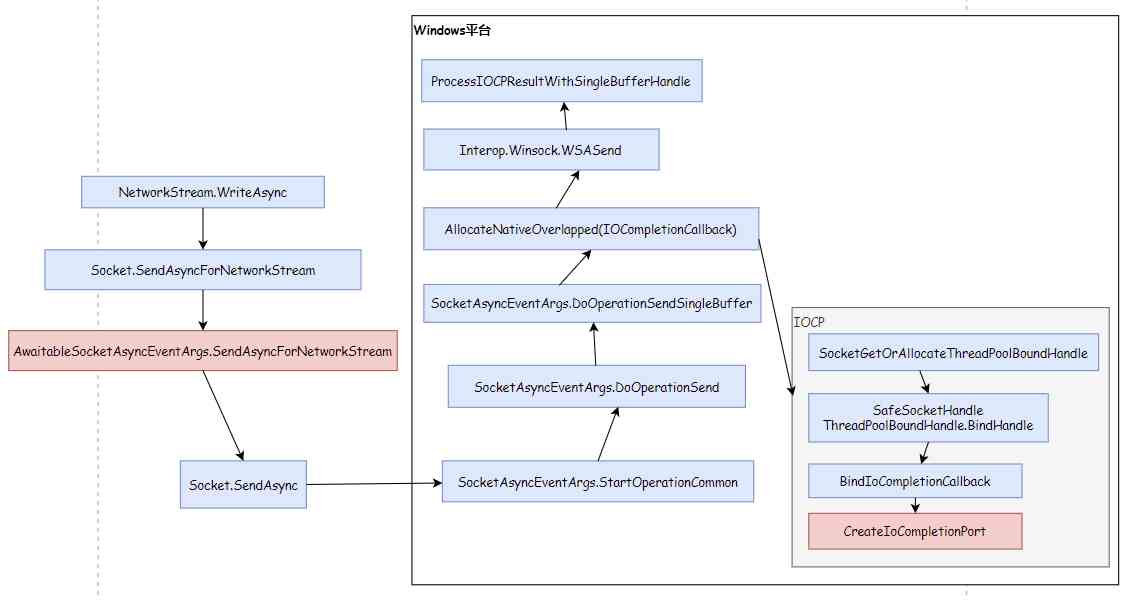 Windows平台
ProcessIOCPResultWithSingleBufferHandle
Interop.Winsock.WSASend
NetworkStream.WriteAsync
AllocateNativeOverlapped(IOCompletionCallback)
Socket.SendAsyncForNetworkStream
SocketAsyncEventArgs.DoOperationSendSingleBuffer
AwaitableSocketAsyncEventArgs.SendAsyncForNetworkStream
SocketAsyncEventArgs.DoOperationSend
Socket.SendAsync
SocketAsyncEventArgs.StartOperationCommon
IOCP
SocketGetOrAllocateThreadPoolBoundHandle
SafeSocketHandle
ThreadPoolBoundHandle.BindHandle
BindIoCompletionCallback
CreateIoCompletionPort